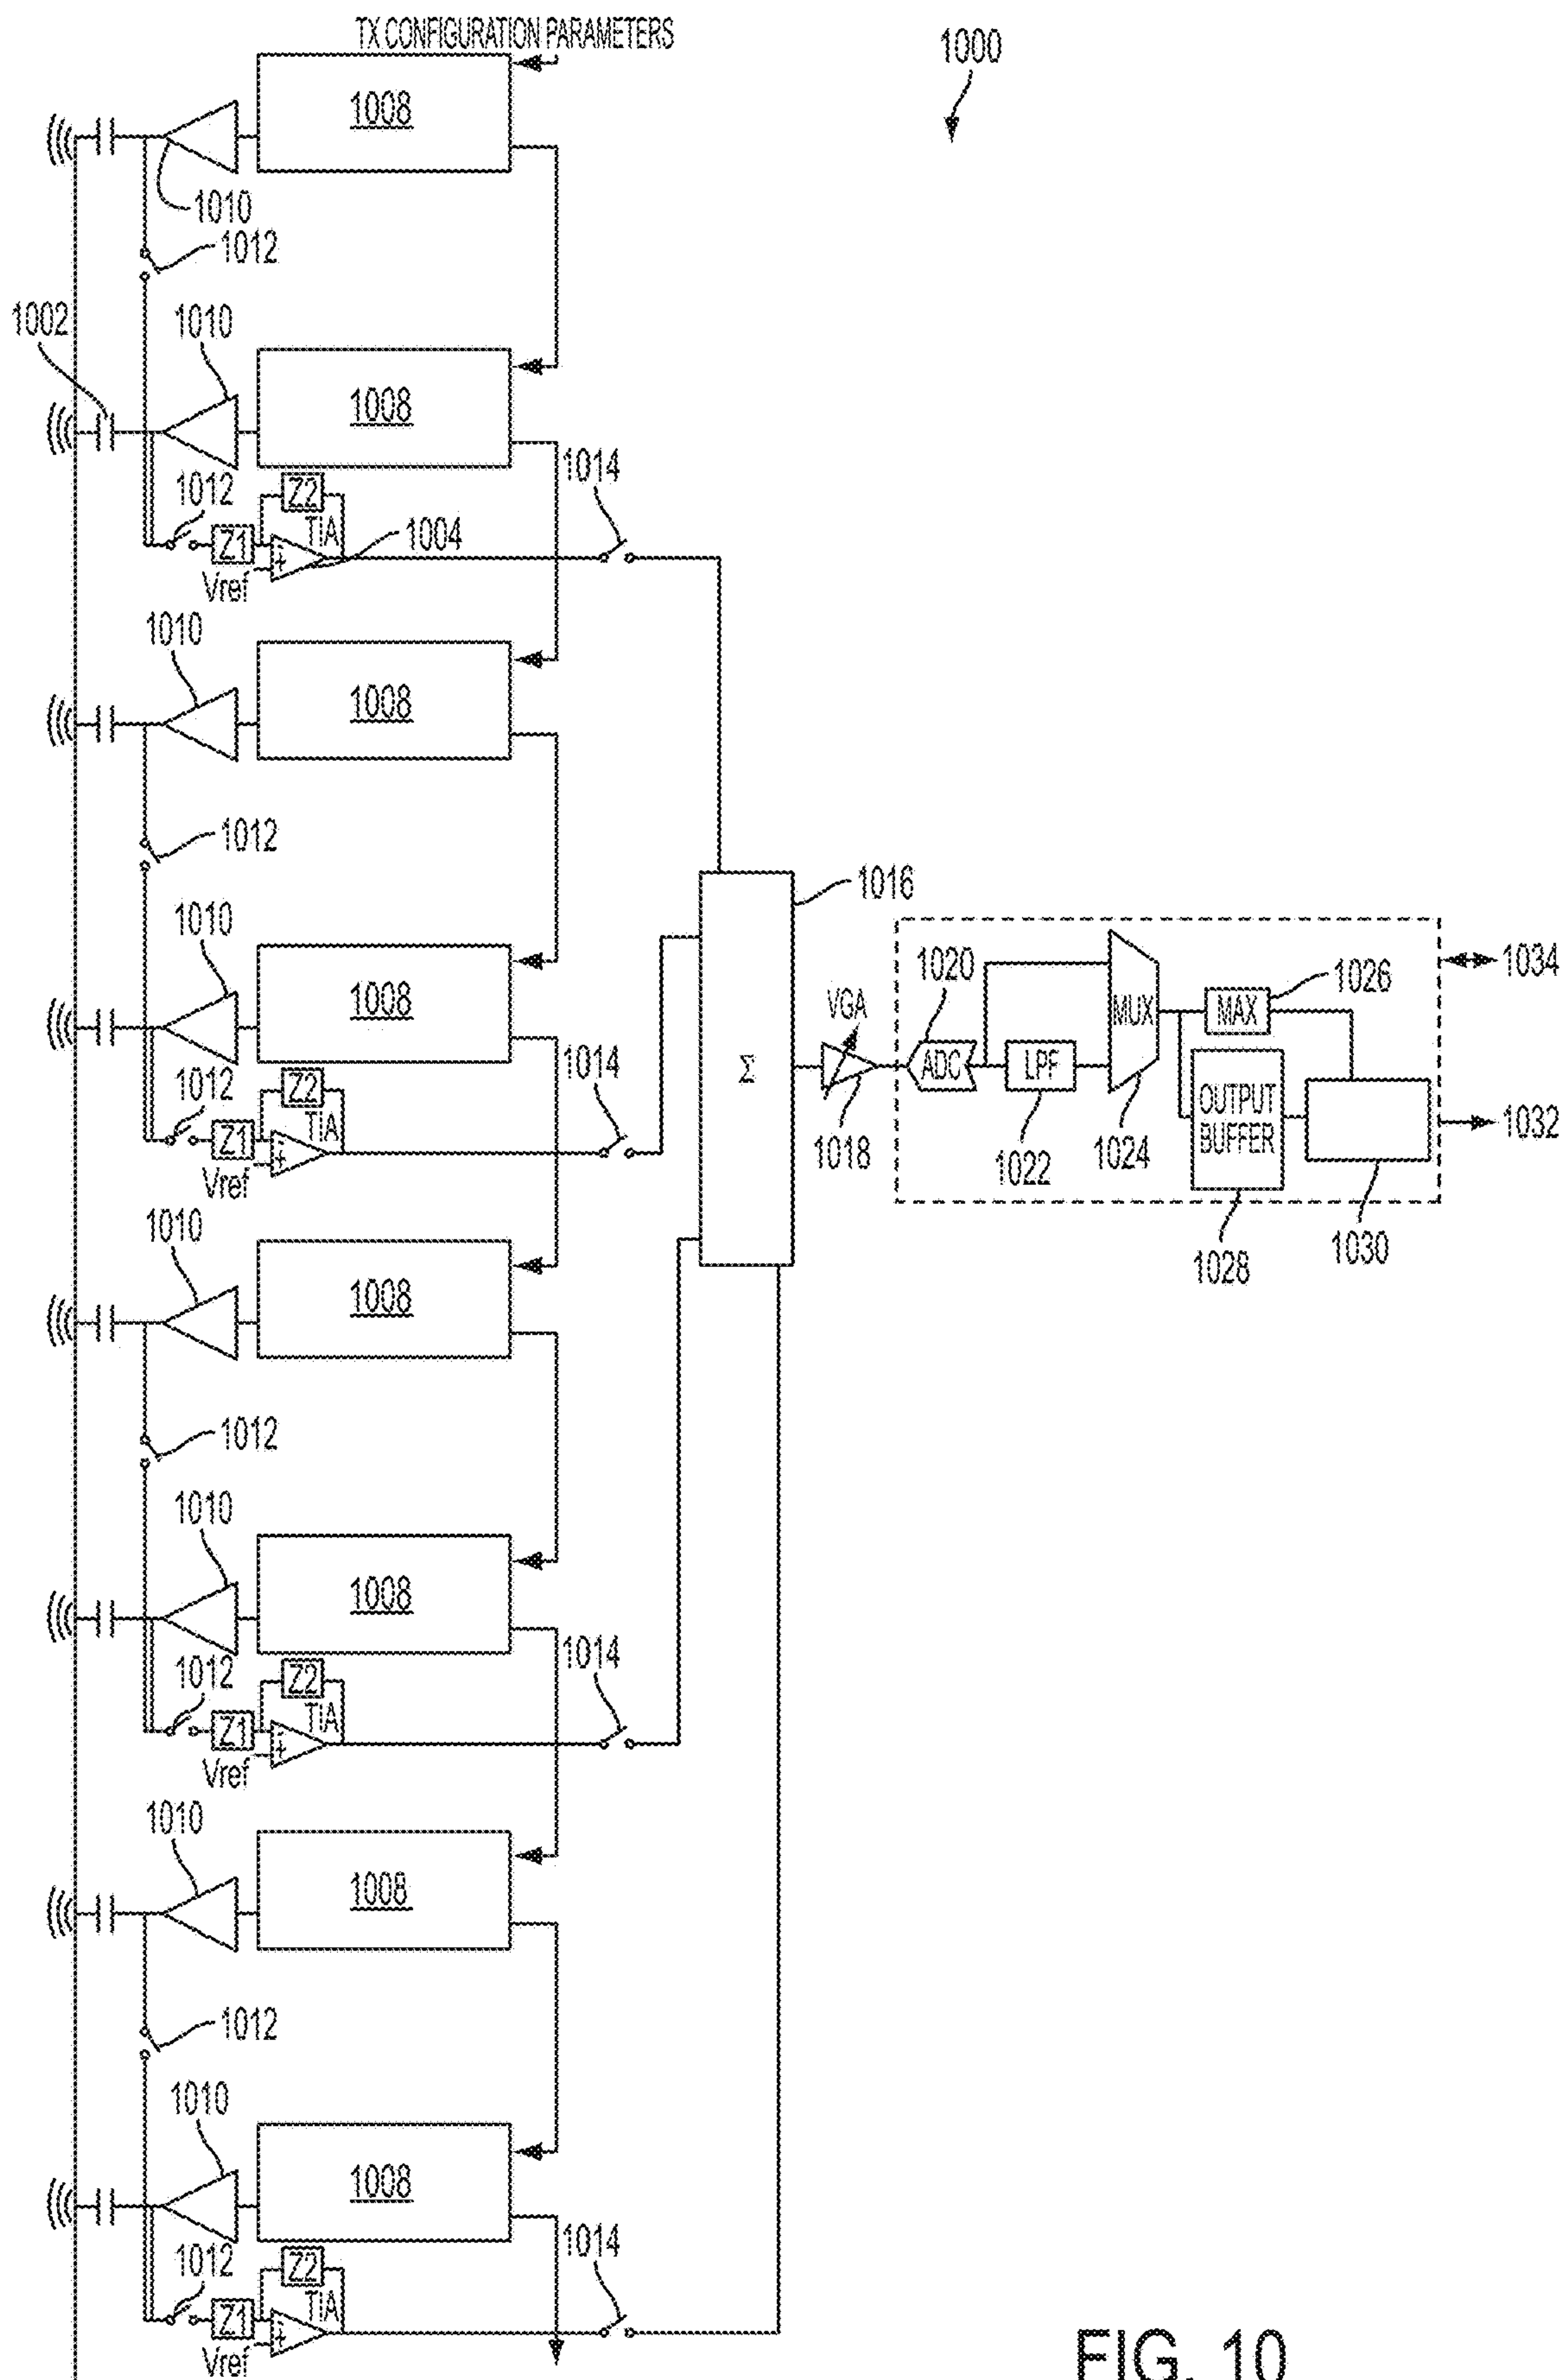 TX CONFIGURATION PARAMETERS
1000
1008
1010
1012
1002
1010
1008
1014
1012
Z2
TIA
1004
Z1
Vref
1010
1008
1012
1010
1008
1014
1012
Z2
TIA
Z1
Vref
1016
Σ
VGA
1018
1020
ADC
LPF
1022
MUX
1024
MAX
1026
OUTPUT
BUFFER
1028
1030
1034
1032
1010
1008
1012
1010
1008
1014
1012
Z2
TIA
Z1
Vref
1010
1008
1012
1010
1008
1014
1012
Z2
TIA
Z1
Vref
FIG. 10